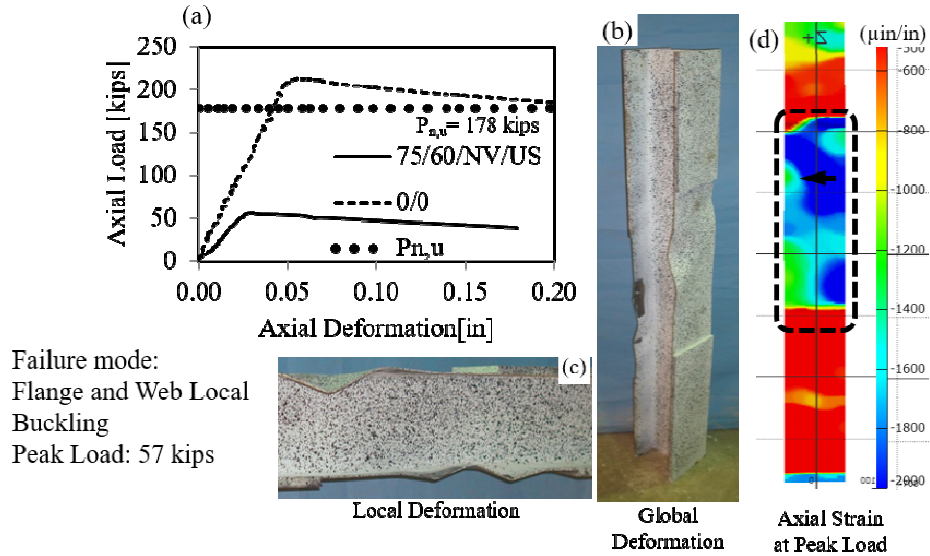 (a)
250
200
150
100
50
0
Axial Load [kips]
Pn,u= 178 kips
75/60/NV/US
0/0
Pn,u
0.00 0.05 0.10 0.15 0.20
Axial Deformation[in]
Failure mode:
Flange and Web Local
Buckling
Peak Load: 57 kips
(c)
Local Deformation
(b)
Global
Deformation
(d)
(µin/in)
+Z
-600
-800
-1000
-1200
-1400
-1600
-1800
-2000
Axial Strain
at Peak Load